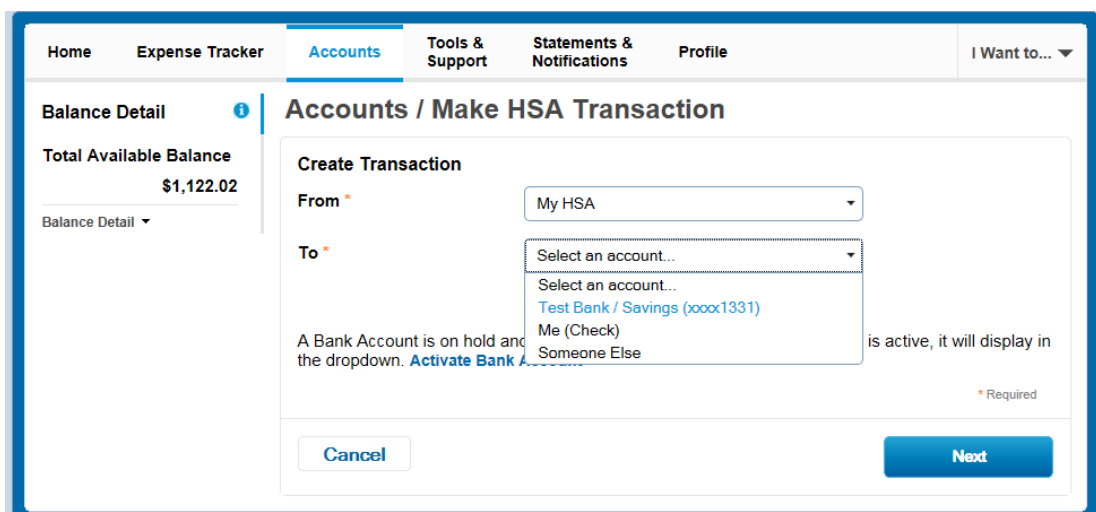 Home
Expense Tracker
Accounts
Tools &
Support
Statements &
Notifications
Profile
I Want to...
Balance Detail
Total Available Balance
$1,122.02
Balance Detail
Accounts / Make HSA Transaction
Create Transaction
From *
My HSA
To *
Select an account...
Select an account...
Test Bank / Savings (xxxx1331)
Me (Check)
Someone Else
A Bank Account is on hold and is active, it will display in
the dropdown. Activate Bank Account
* Required
Cancel
Next